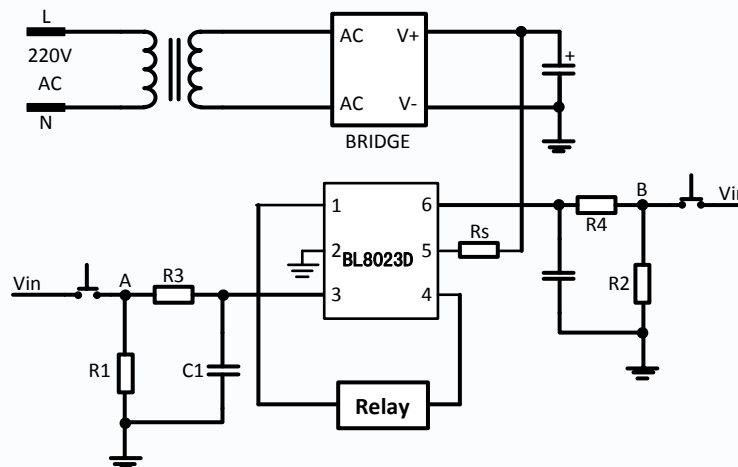 L
220V
AC
N
AC V+
AC V-
+
BRIDGE
1 6
2 BL8023D 5
3 4
Rs
B
R4
Vin
R2
Vin
A
R3
R1
C1
Relay